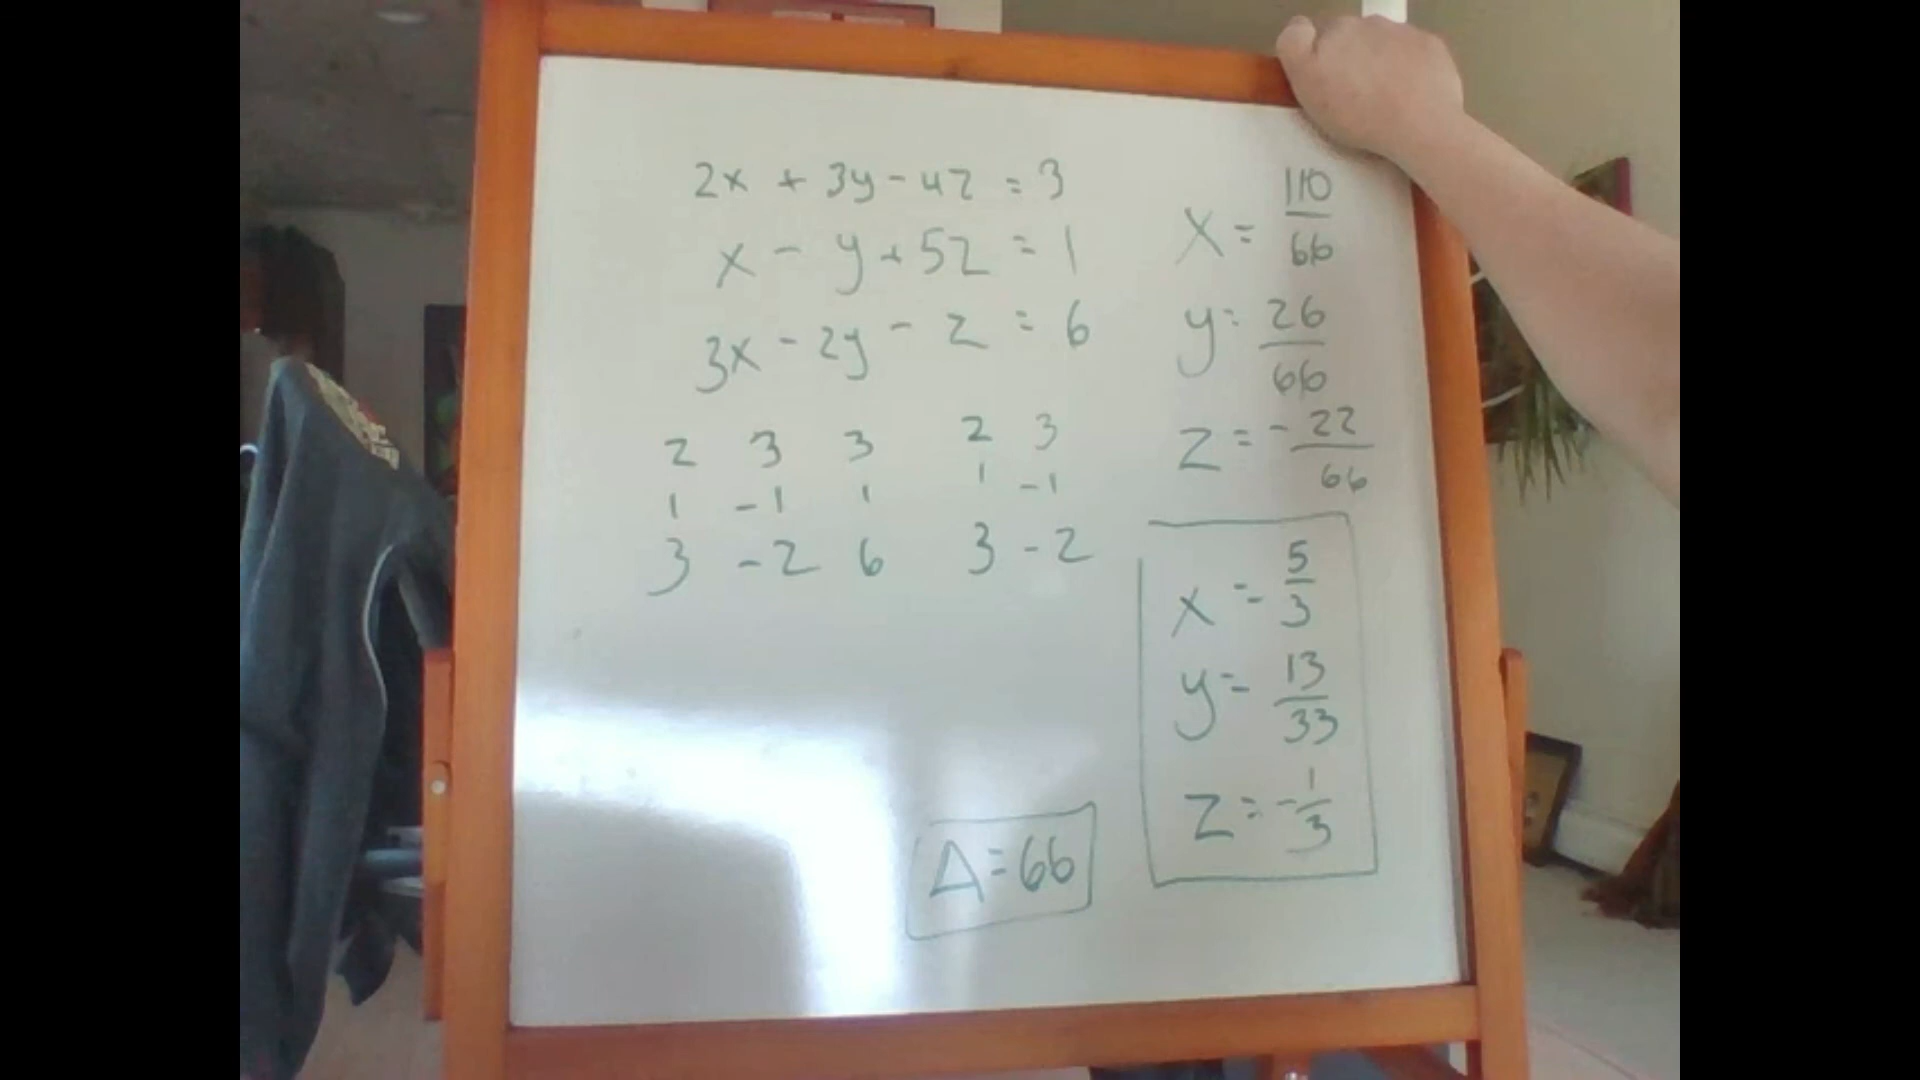 2x + 3y - 4z = 3
x - y + 5z = 1
3x - 2y - z = 6
2 3 3 2 3
1 -1 1 1 -1
3 -2 6 3 -2
Δ = 66
x = 110/66
y = 26/66
z = - 22/66
x = 5/3
y = 13/33
z = - 1/3